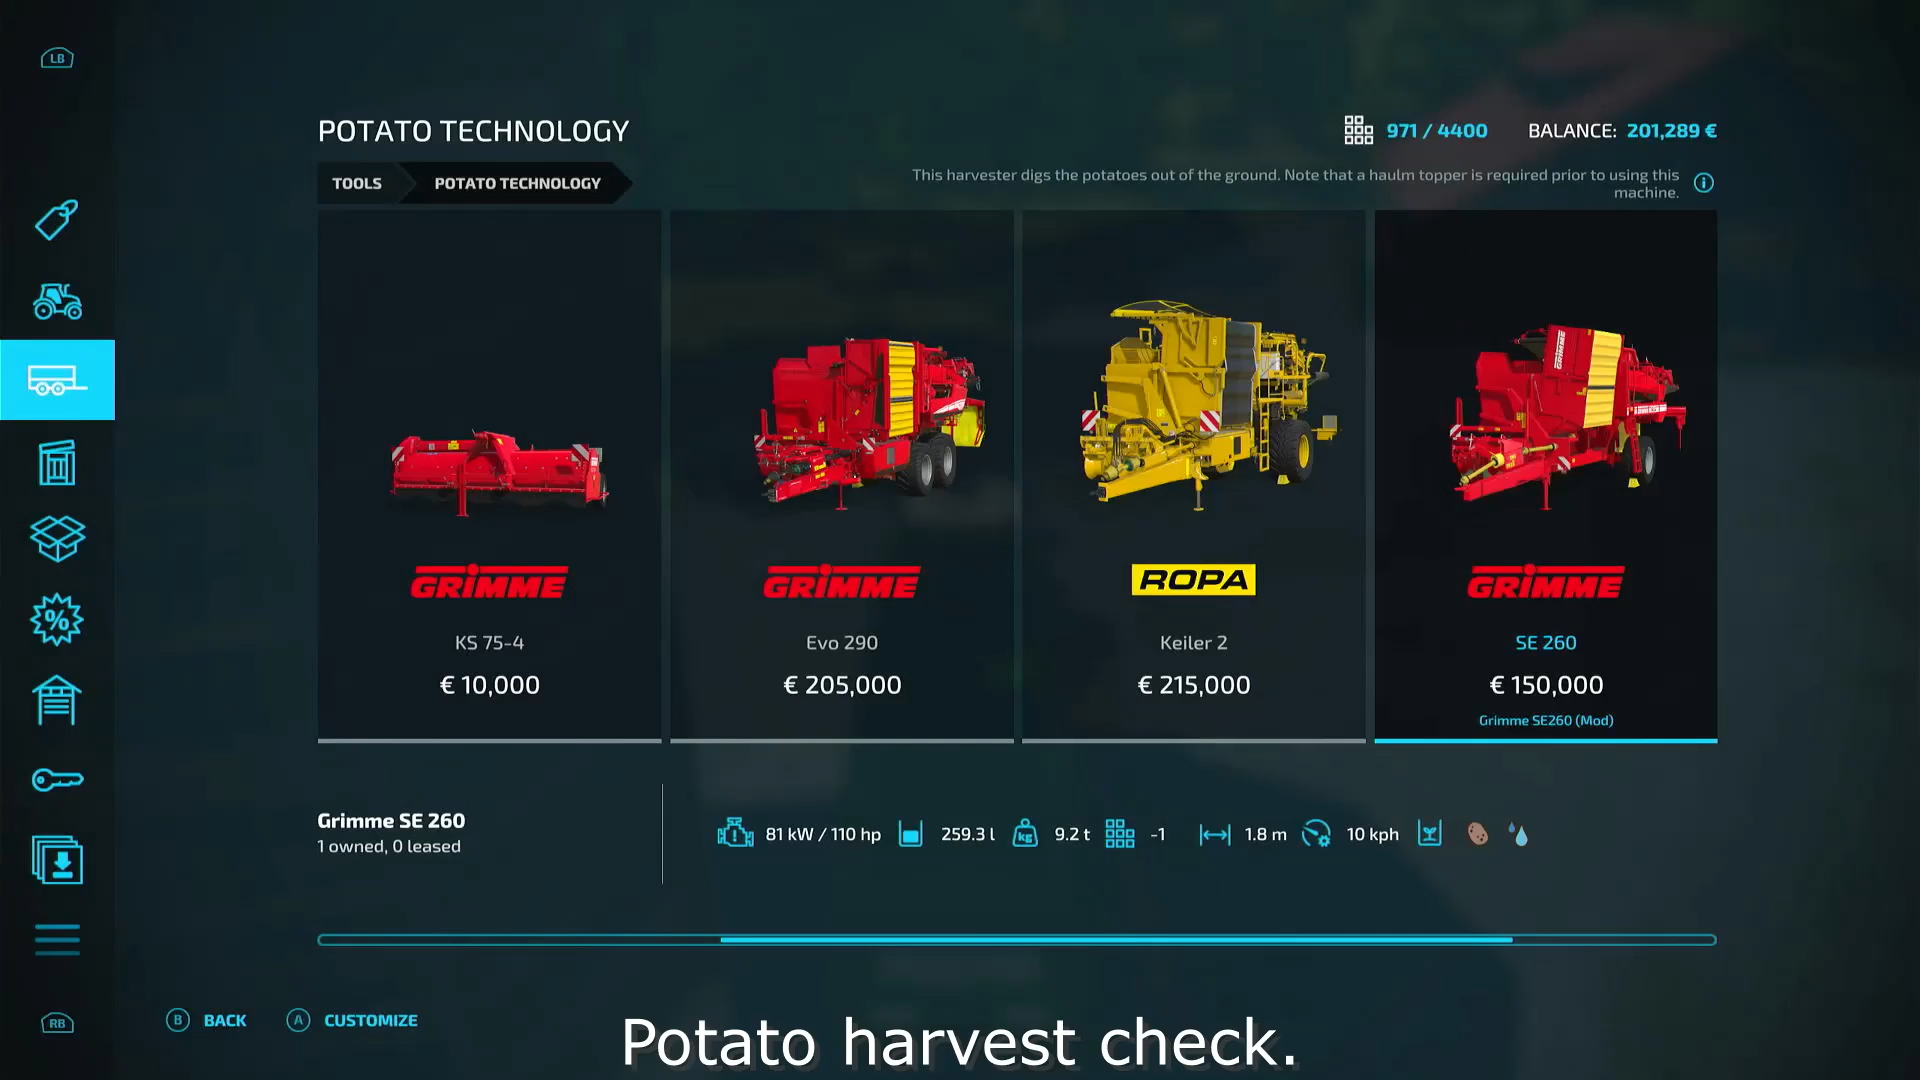 LB
POTATO TECHNOLOGY
971 / 4400
BALANCE: 201,289 €
TOOLS
POTATO TECHNOLOGY
This harvester digs the potatoes out of the ground. Note that a haulm topper is required prior to using this
machine.
GRIMME
KS 75-4
€ 10,000
GRIMME
Evo 290
€ 205,000
ROPA
Keiler 2
€ 215,000
GRIMME
SE 260
€ 150,000
Grimme SE260 (Mod)
Grimme SE 260
1 owned, 0 leased
81 kW / 110 hp
259.3 l
kg
9.2 t
-1
1.8 m
10 kph
%
RB
B BACK
A CUSTOMIZE
Potato harvest check.